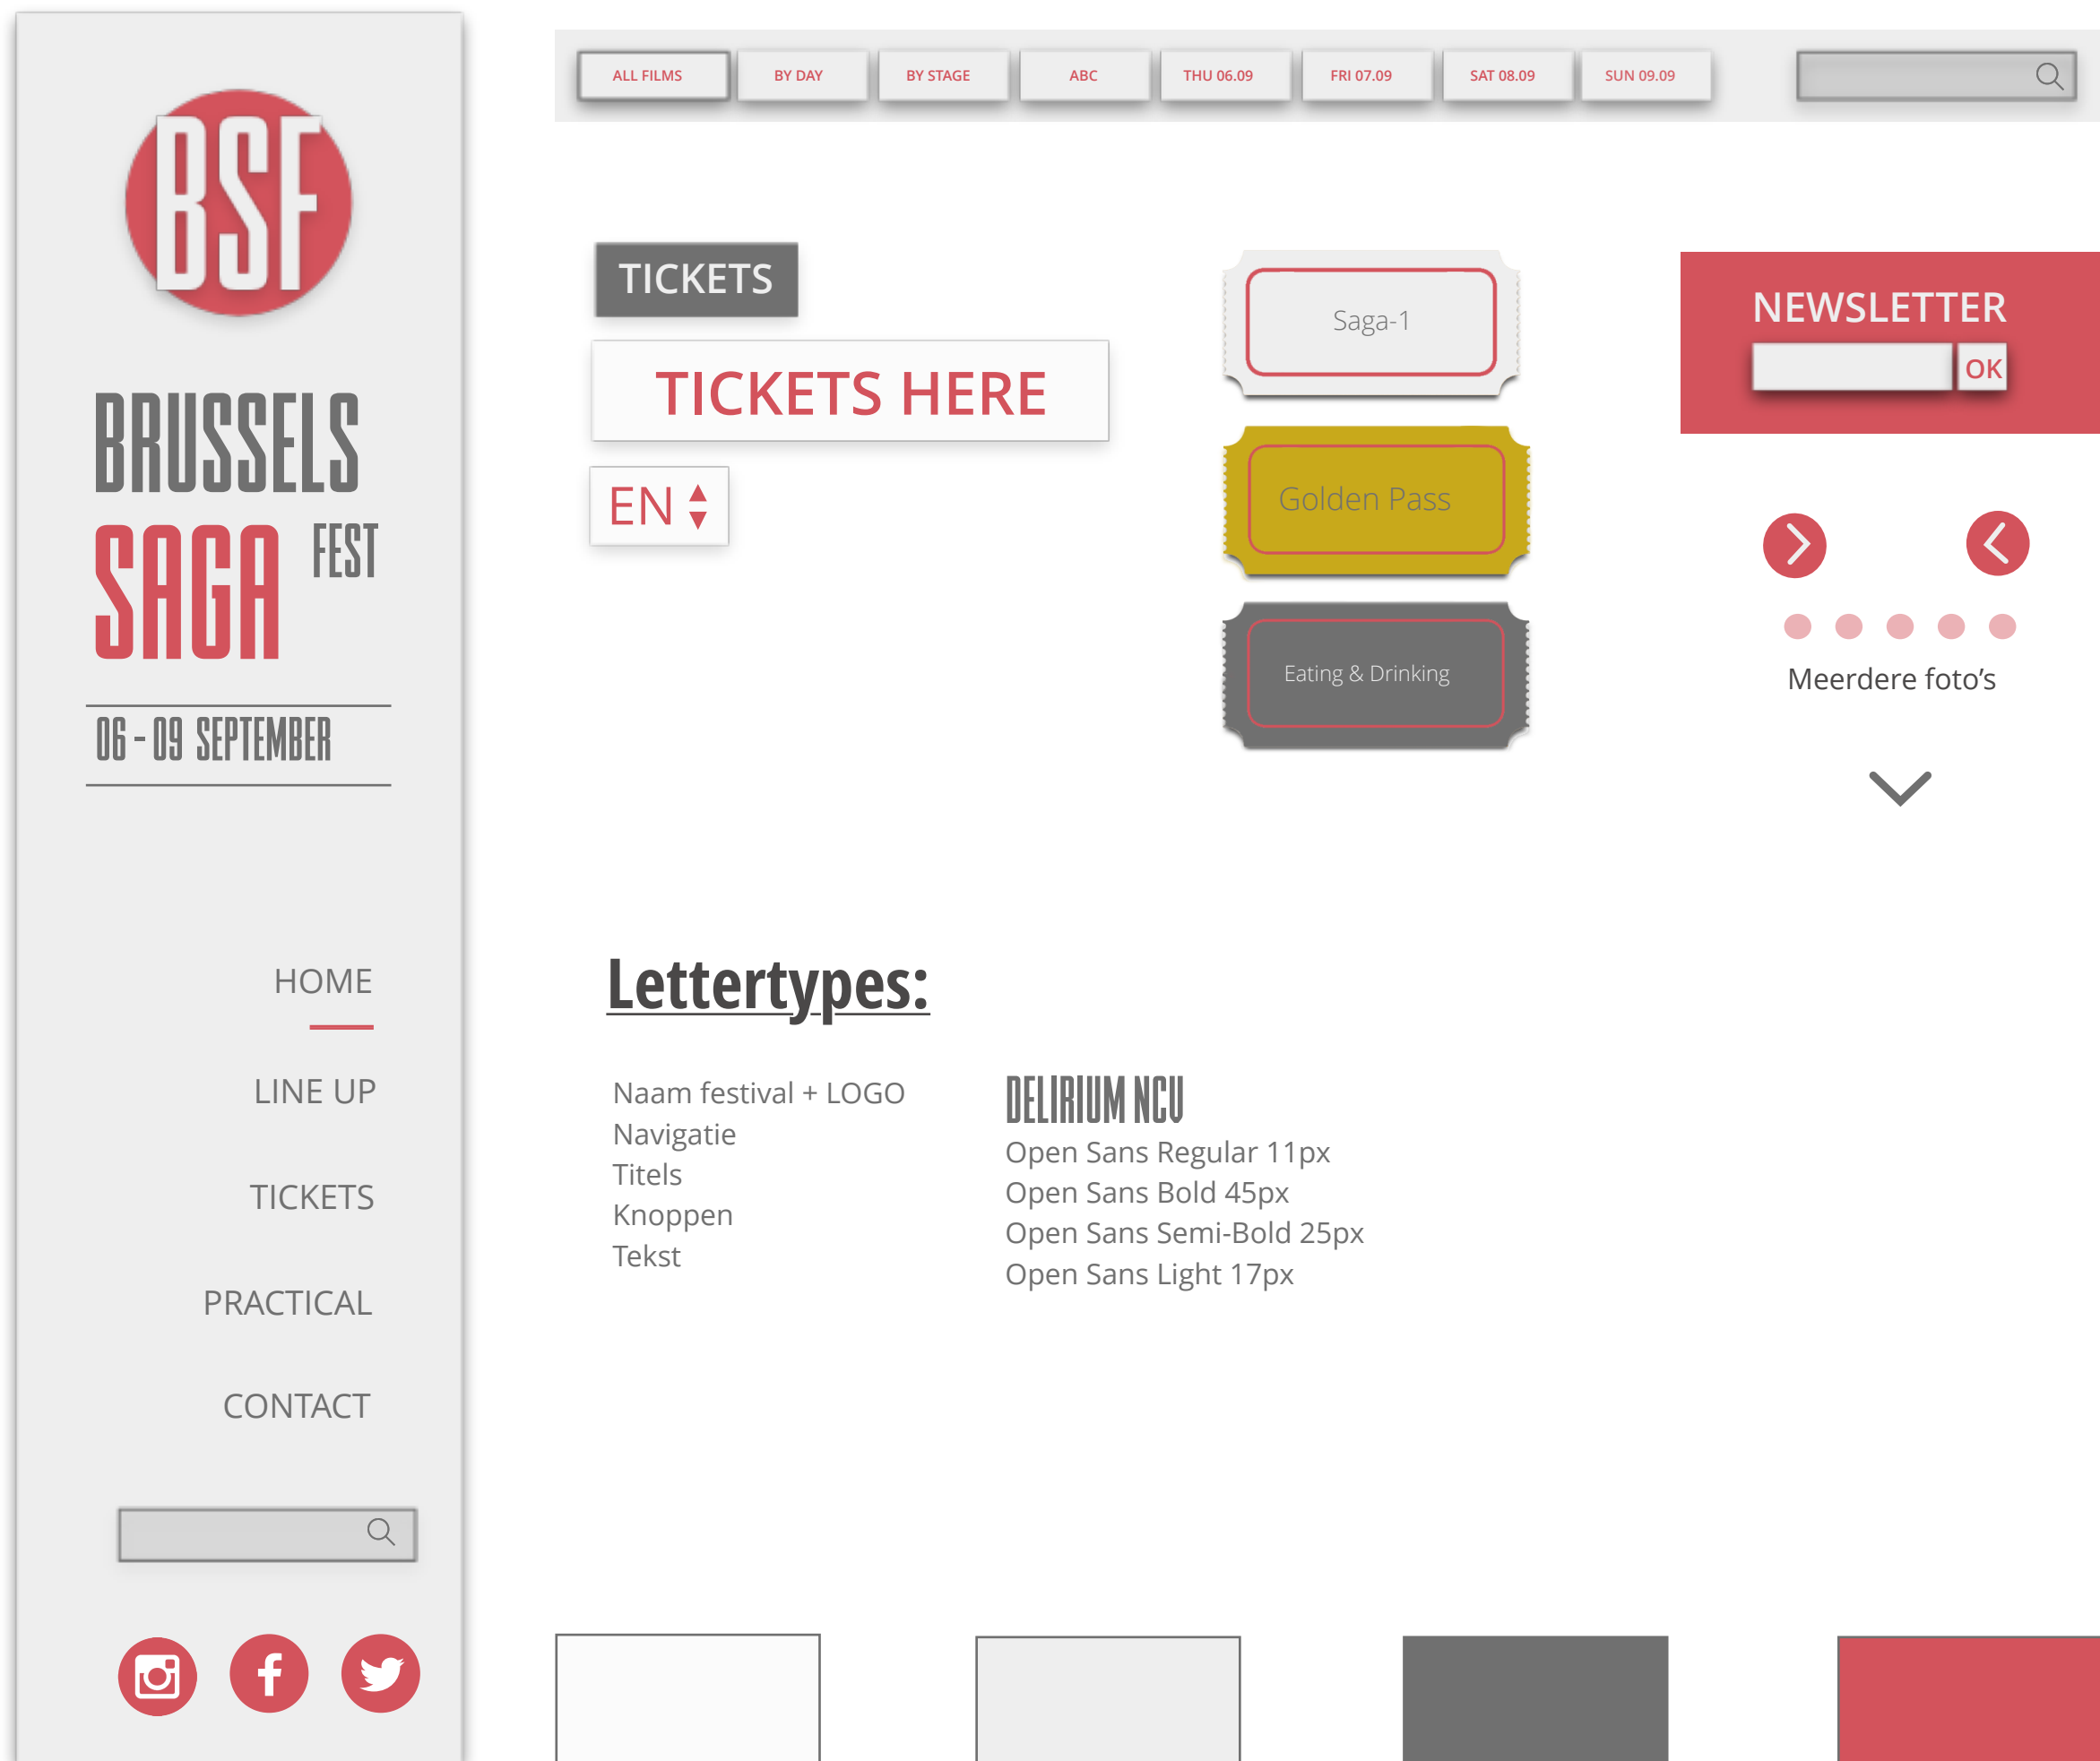 BSF
BRUSSELS
SAGA FEST
06 - 09 SEPTEMBER
HOME
LINE UP
TICKETS
PRACTICAL
CONTACT
ALL FILMS
BY DAY
BY STAGE
ABC
THU 06.09
FRI 07.09
SAT 08.09
SUN 09.09
TICKETS
TICKETS HERE
EN
Saga-1
Golden Pass
Eating & Drinking
NEWSLETTER
OK
Meerdere foto's
Lettertypes:
Naam festival + LOGO
Navigatie
Titels
Knoppen
Tekst
DELIRIUM NCV
Open Sans Regular 11px
Open Sans Bold 45px
Open Sans Semi-Bold 25px
Open Sans Light 17px